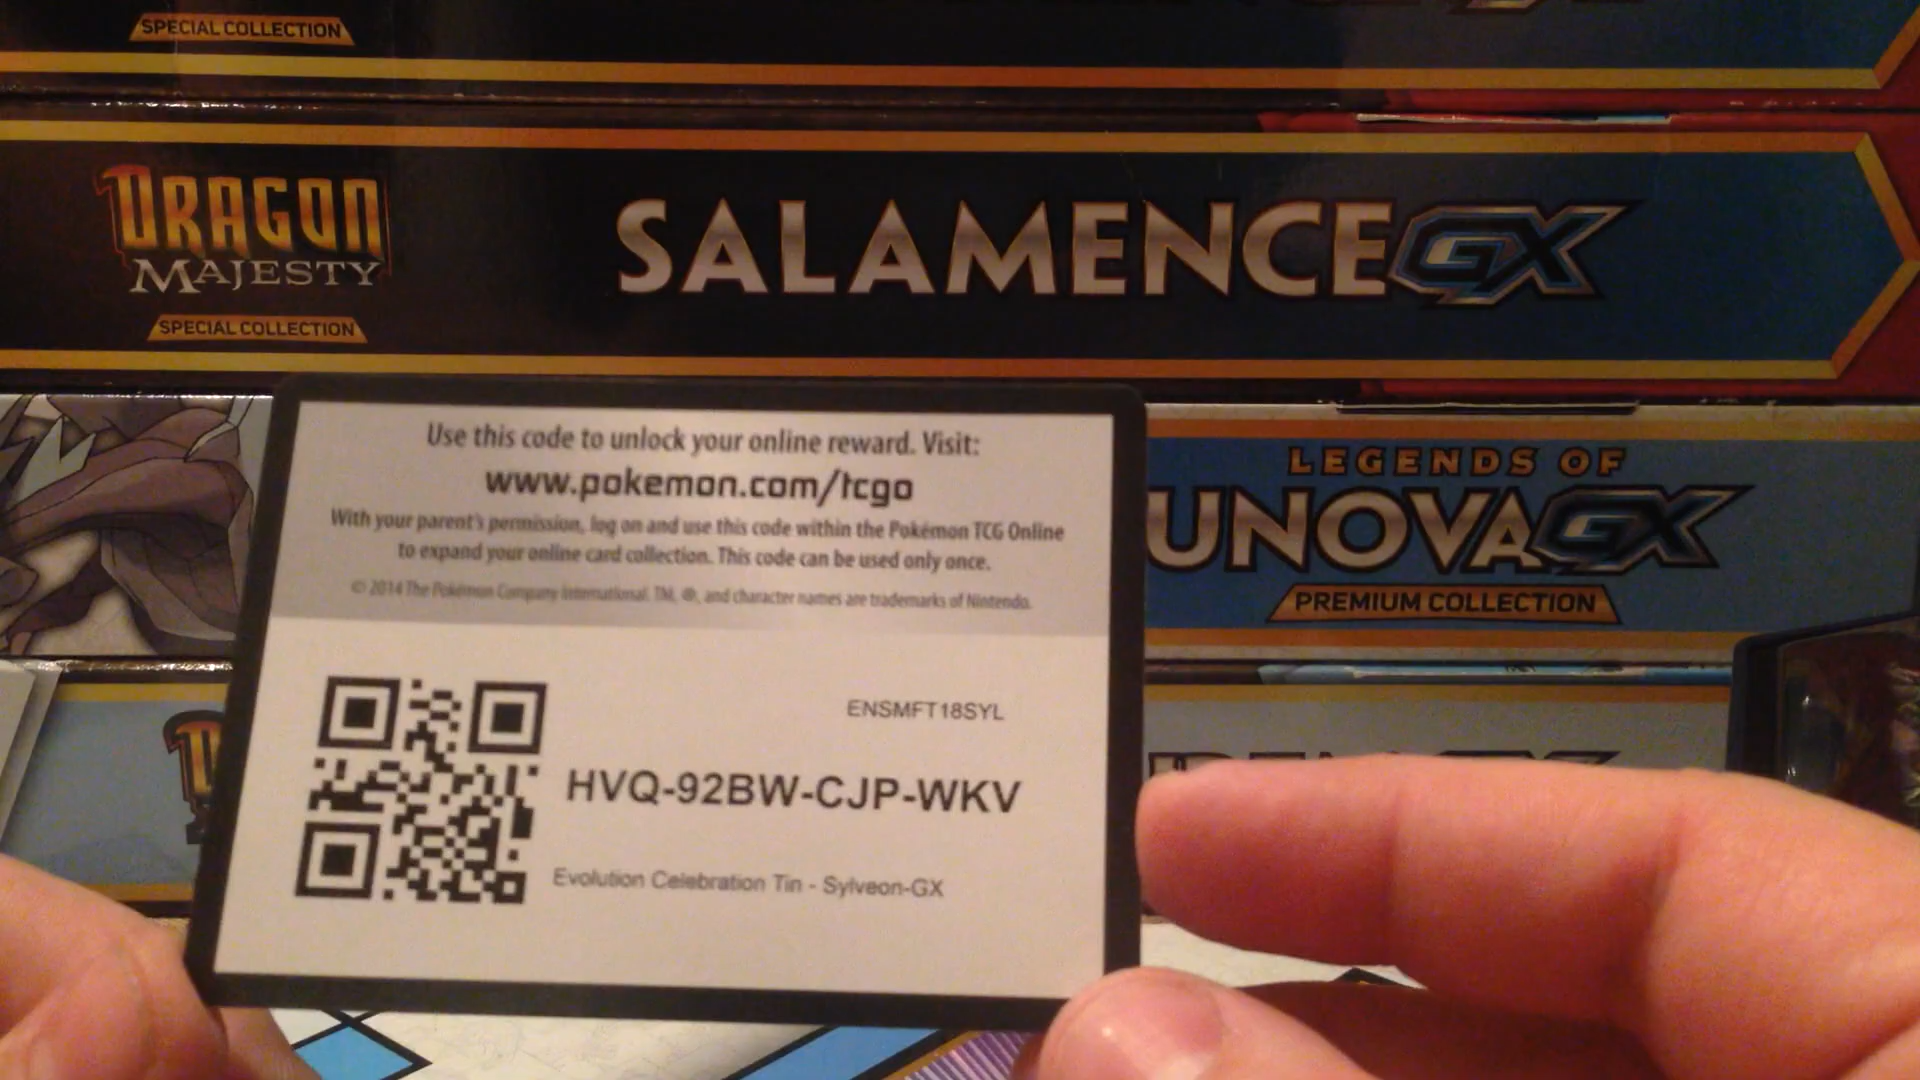 SPECIAL COLLECTION
DRAGON
MAJESTY
SPECIAL COLLECTION
SALAMENCE GX
LEGENDS OF
UNOVA GX
PREMIUM COLLECTION
Use this code to unlock your online reward. Visit:
www.pokemon.com/tcgo
With your parent's permission, log on and use this code within the Pokémon TCG Online
to expand your online card collection. This code can be used only once.
© 2014 The Pokémon Company International. TM, ®, and character names are trademarks of Nintendo.
ENSMFT18SYL
HVQ-92BW-CJP-WKV
Evolution Celebration Tin - Sylveon-GX